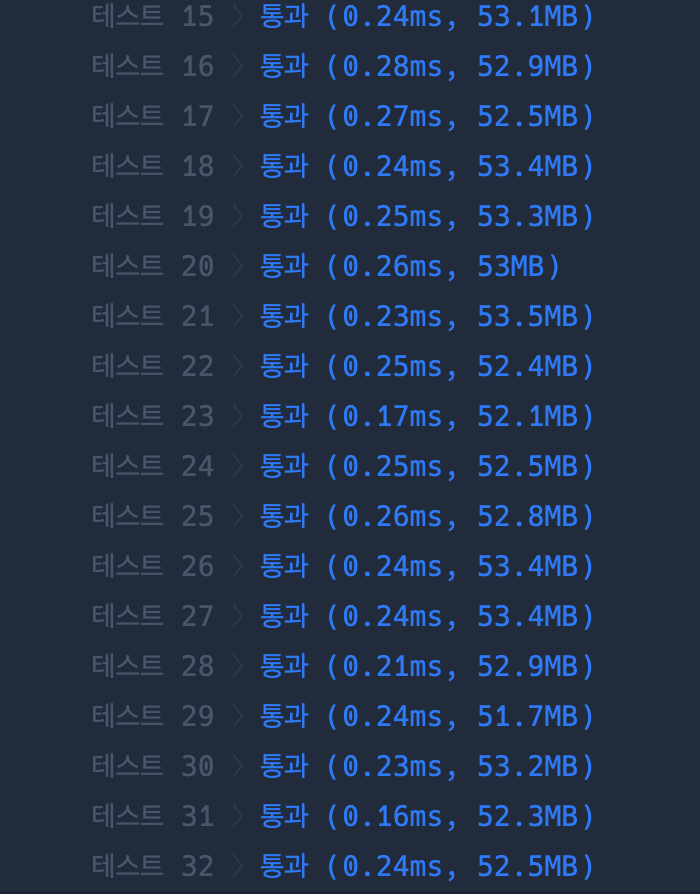 테스트 15 〉 통과 (0.24ms, 53.1MB)
테스트 16 〉 통과 (0.28ms, 52.9MB)
테스트 17 〉 통과 (0.27ms, 52.5MB)
테스트 18 〉 통과 (0.24ms, 53.4MB)
테스트 19 〉 통과 (0.25ms, 53.3MB)
테스트 20 〉 통과 (0.26ms, 53MB)
테스트 21 〉 통과 (0.23ms, 53.5MB)
테스트 22 〉 통과 (0.25ms, 52.4MB)
테스트 23 〉 통과 (0.17ms, 52.1MB)
테스트 24 〉 통과 (0.25ms, 52.5MB)
테스트 25 〉 통과 (0.26ms, 52.8MB)
테스트 26 〉 통과 (0.24ms, 53.4MB)
테스트 27 〉 통과 (0.24ms, 53.4MB)
테스트 28 〉 통과 (0.21ms, 52.9MB)
테스트 29 〉 통과 (0.24ms, 51.7MB)
테스트 30 〉 통과 (0.23ms, 53.2MB)
테스트 31 〉 통과 (0.16ms, 52.3MB)
테스트 32 〉 통과 (0.24ms, 52.5MB)